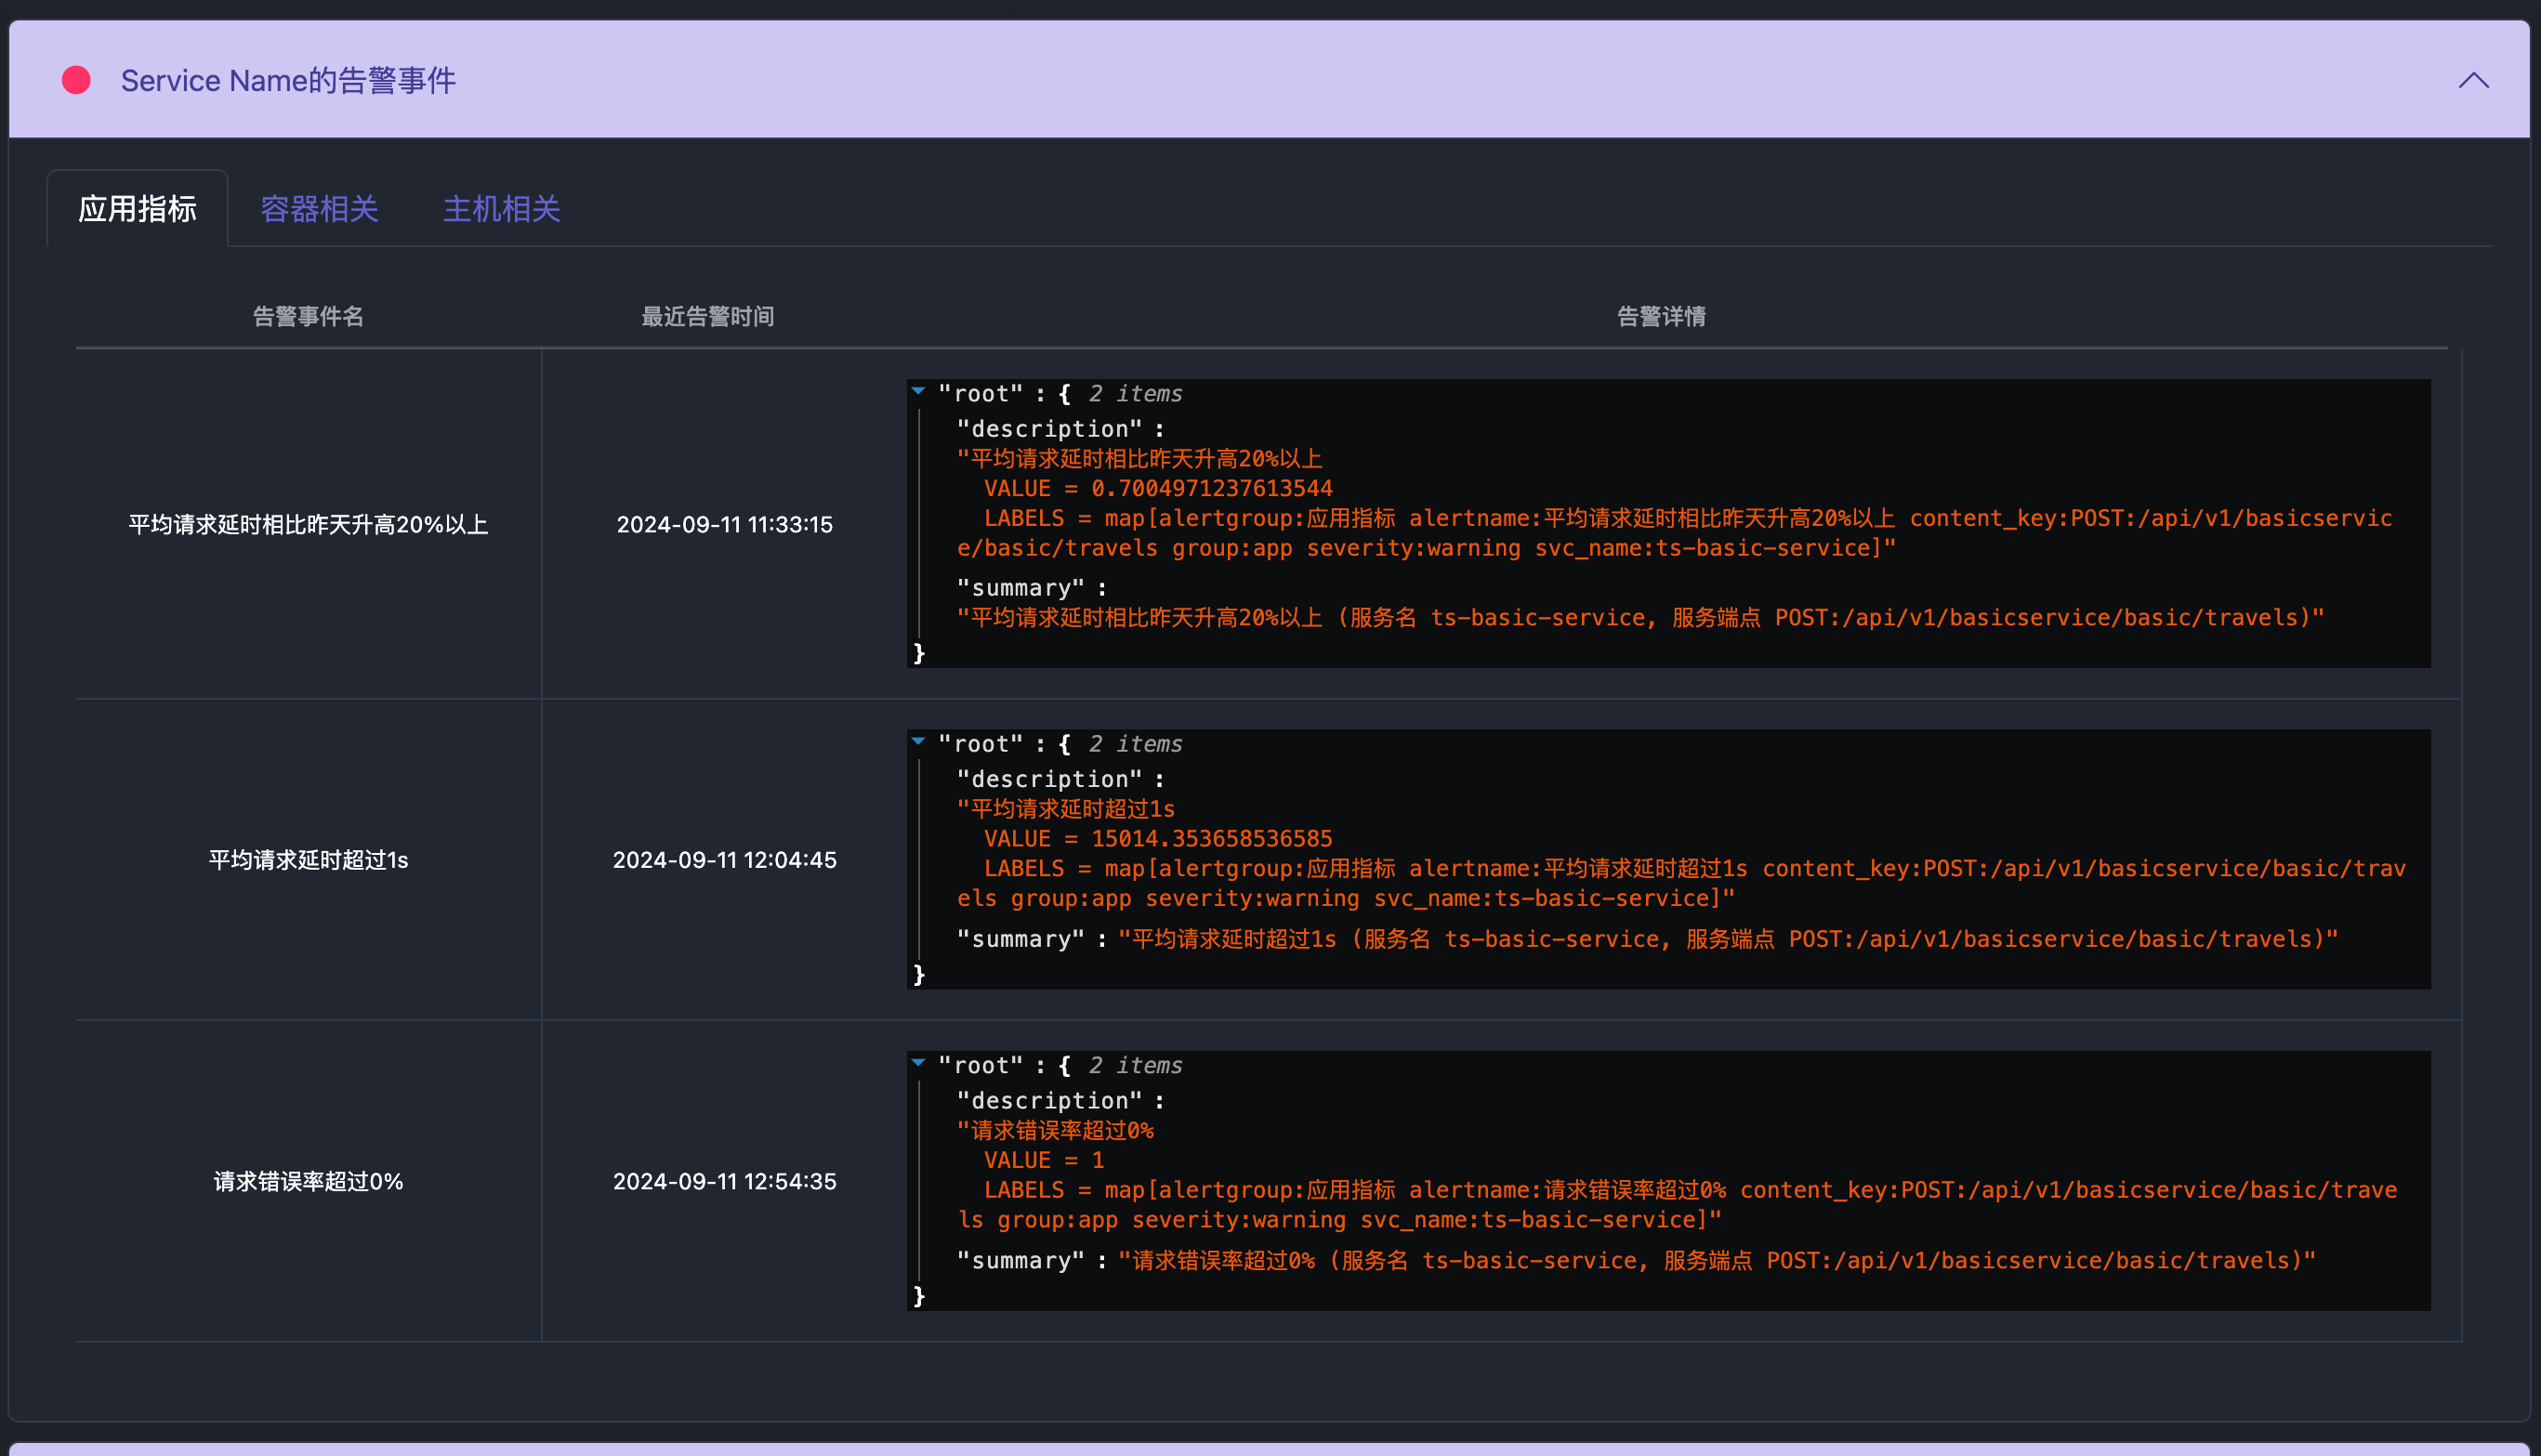 Service Name的告警事件
应用指标 容器相关 主机相关
告警事件名 最近告警时间 告警详情
平均请求延时相比昨天升高20%以上
2024-09-11 11:33:15
"root" : { 2 items
"description" :
"平均请求延时相比昨天升高20%以上
VALUE = 0.7004971237613544
LABELS = map[alertgroup:应用指标 alertname:平均请求延时相比昨天升高20%以上 content_key:POST:/api/v1/basicservic
e/basic/travels group:app severity:warning svc_name:ts-basic-service]"
"summary" :
"平均请求延时相比昨天升高20%以上 (服务名 ts-basic-service, 服务端点 POST:/api/v1/basicservice/basic/travels)"
}
平均请求延时超过1s
2024-09-11 12:04:45
"root" : { 2 items
"description" :
"平均请求延时超过1s
VALUE = 15014.353658536585
LABELS = map[alertgroup:应用指标 alertname:平均请求延时超过1s content_key:POST:/api/v1/basicservice/basic/trav
els group:app severity:warning svc_name:ts-basic-service]"
"summary" : "平均请求延时超过1s (服务名 ts-basic-service, 服务端点 POST:/api/v1/basicservice/basic/travels)"
}
请求错误率超过0%
2024-09-11 12:54:35
"root" : { 2 items
"description" :
"请求错误率超过0%
VALUE = 1
LABELS = map[alertgroup:应用指标 alertname:请求错误率超过0% content_key:POST:/api/v1/basicservice/basic/trave
ls group:app severity:warning svc_name:ts-basic-service]"
"summary" : "请求错误率超过0% (服务名 ts-basic-service, 服务端点 POST:/api/v1/basicservice/basic/travels)"
}